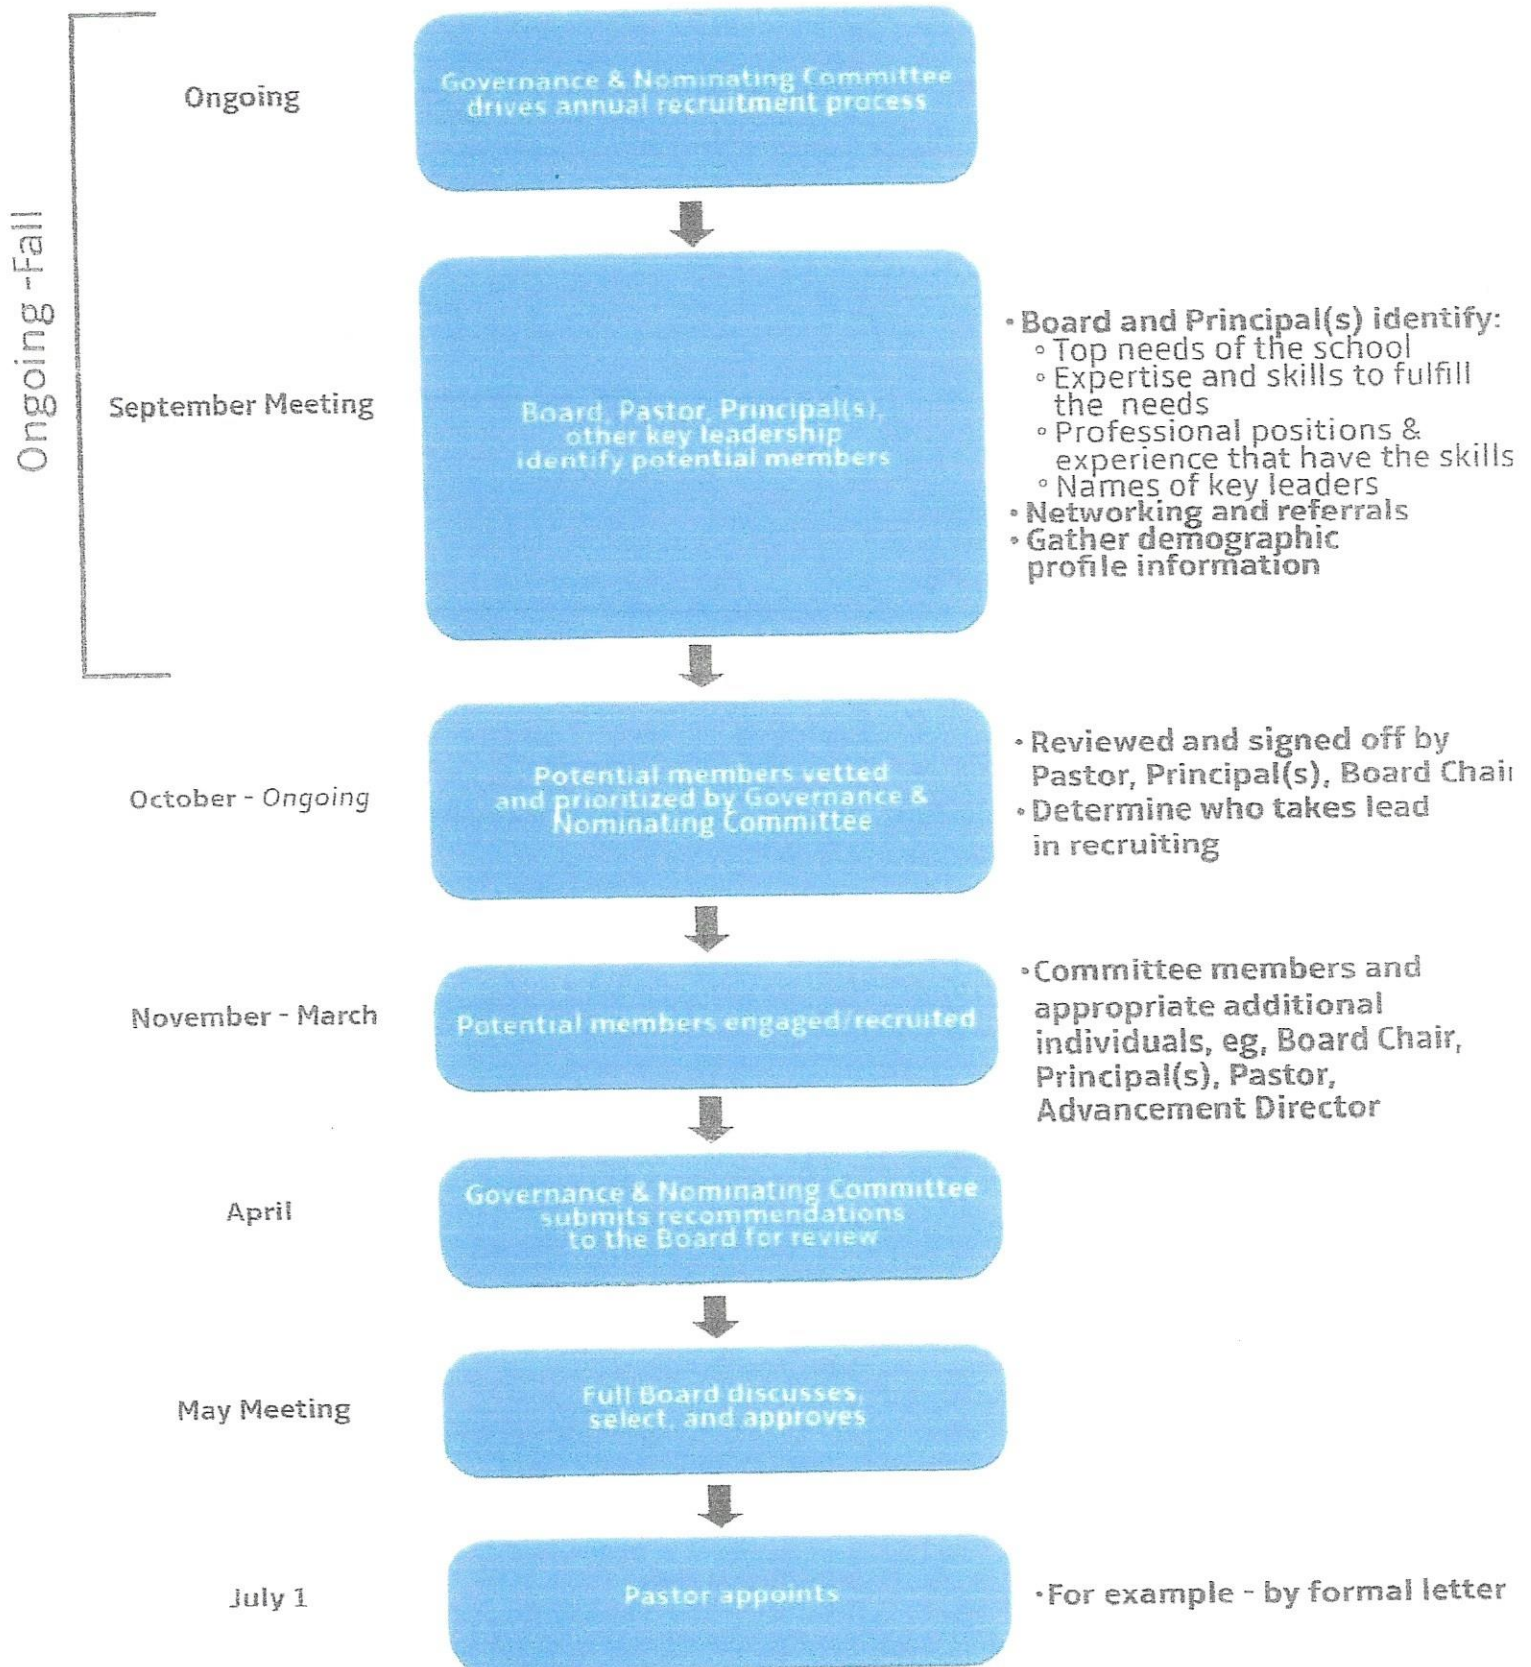 Ongoing -Fall
Ongoing
Governance & Nominating Committee
drives annual recruitment process
September Meeting
Board, Pastor, Principal(s),
other key leadership
identify potential members
• Board and Principal(s) identify:
◦ Top needs of the school
◦ Expertise and skills to fulfill
the needs
◦ Professional positions &
experience that have the skills
◦ Names of key leaders
• Networking and referrals
• Gather demographic
profile information
October - Ongoing
Potential members vetted
and prioritized by Governance &
Nominating Committee
• Reviewed and signed off by
Pastor, Principal(s), Board Chair
• Determine who takes lead
in recruiting
November - March
Potential members engaged/recruited
• Committee members and
appropriate additional
individuals, eg, Board Chair,
Principal(s), Pastor,
Advancement Director
April
Governance & Nominating Committee
submits recommendations
to the Board for review
May Meeting
Full Board discusses,
select, and approves
July 1
Pastor appoints
• For example - by formal letter